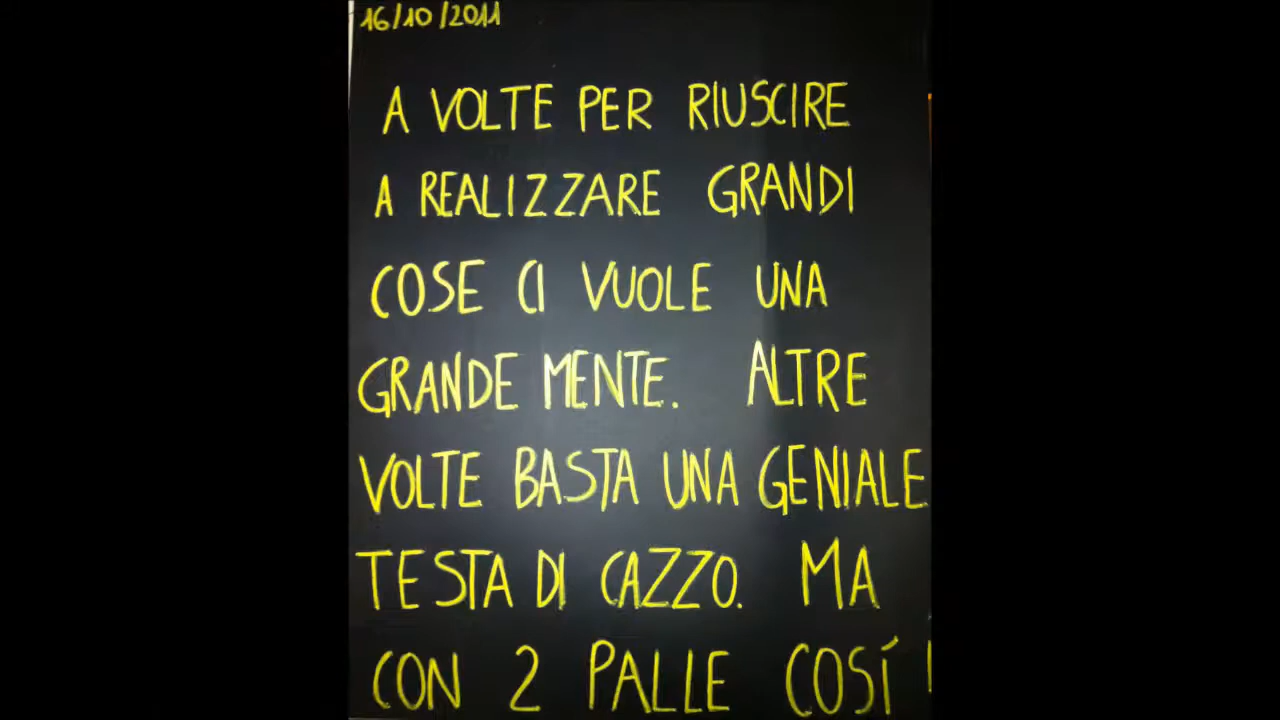 16/10/2011
A VOLTE PER RIUSCIRE
A REALIZZARE GRANDI
COSE CI VUOLE UNA
GRANDE MENTE. ALTRE
VOLTE BASTA UNA GENIALE
TESTA DI CAZZO. MA
CON 2 PALLE COSÍ !